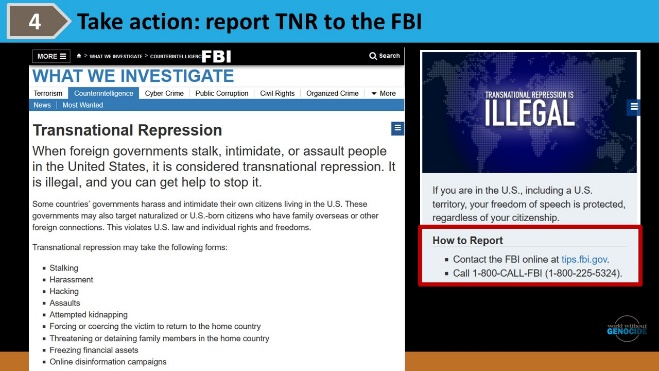 4
Take action: report TNR to the FBI
MORE > WHAT WE INVESTIGATE > COUNTERINTELLIGENC FBI Search
WHAT WE INVESTIGATE
Terrorism Counterintelligence Cyber Crime Public Corruption Civil Rights Organized Crime More
News | Most Wanted
Transnational Repression
When foreign governments stalk, intimidate, or assault people
in the United States, it is considered transnational repression. It
is illegal, and you can get help to stop it.
Some countries' governments harass and intimidate their own citizens living in the U.S. These
governments may also target naturalized or U.S.-born citizens who have family overseas or other
foreign connections. This violates U.S. law and individual rights and freedoms.
Transnational repression may take the following forms:
▪ Stalking
▪ Harassment
▪ Hacking
▪ Assaults
▪ Attempted kidnapping
▪ Forcing or coercing the victim to return to the home country
▪ Threatening or detaining family members in the home country
▪ Freezing financial assets
▪ Online disinformation campaigns
TRANSNATIONAL REPRESSION IS
ILLEGAL
If you are in the U.S., including a U.S.
territory, your freedom of speech is protected,
regardless of your citizenship.
How to Report
▪ Contact the FBI online at tips.fbi.gov.
▪ Call 1-800-CALL-FBI (1-800-225-5324).
world without
GENOCIDE